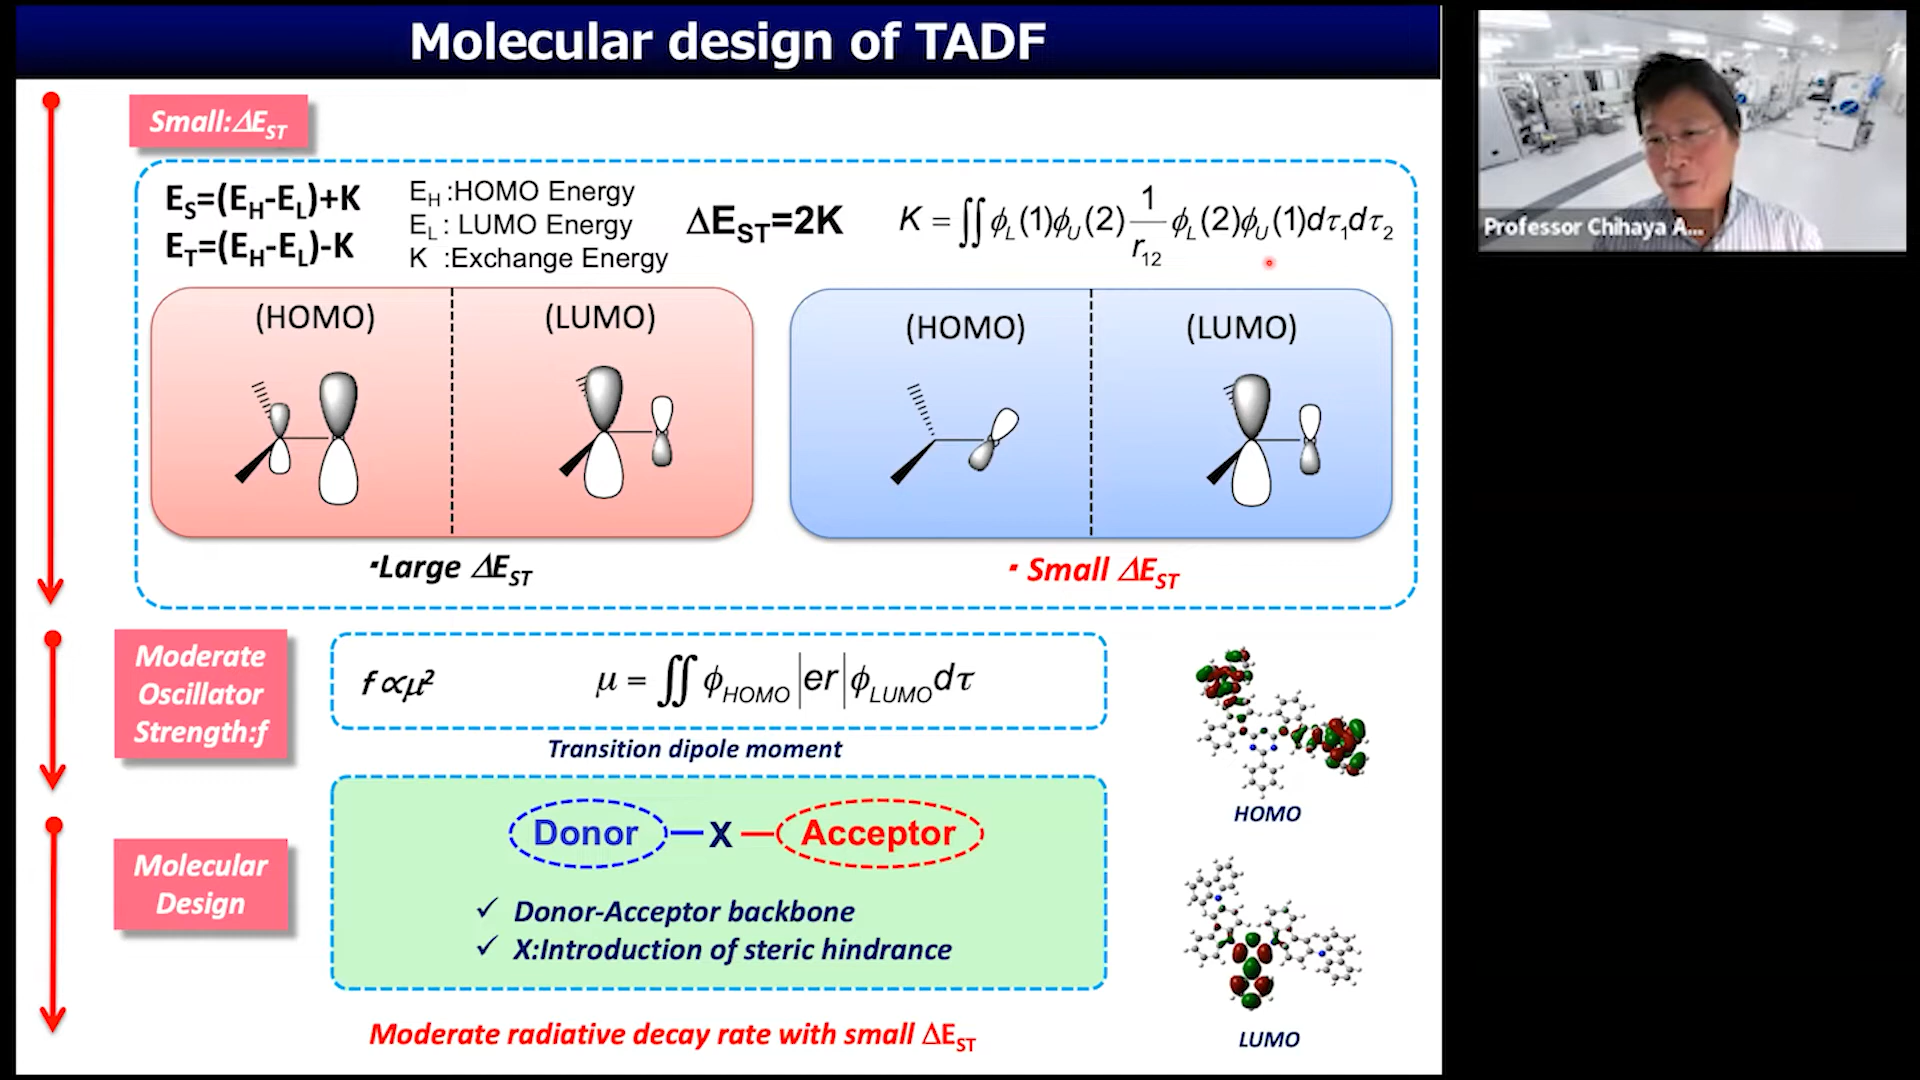 Molecular design of TADF
Small:ΔE_ST
E_S=(E_H-E_L)+K
E_T=(E_H-E_L)-K
E_H :HOMO Energy
E_L : LUMO Energy
K :Exchange Energy
ΔE_ST=2K
K = ∬ ϕ_L(1)ϕ_U(2) 1/r_12 ϕ_L(2)ϕ_U(1)dτ_1dτ_2
(HOMO)
(LUMO)
(HOMO)
(LUMO)
・Large ΔE_ST
・Small ΔE_ST
Moderate
Oscillator
Strength:f
f∝μ²
μ = ∬ ϕ_HOMO |er| ϕ_LUMO dτ
Transition dipole moment
Molecular
Design
Donor—X—Acceptor
✓ Donor-Acceptor backbone
✓ X:Introduction of steric hindrance
Moderate radiative decay rate with small ΔE_ST
HOMO
LUMO
Professor Chihaya A...